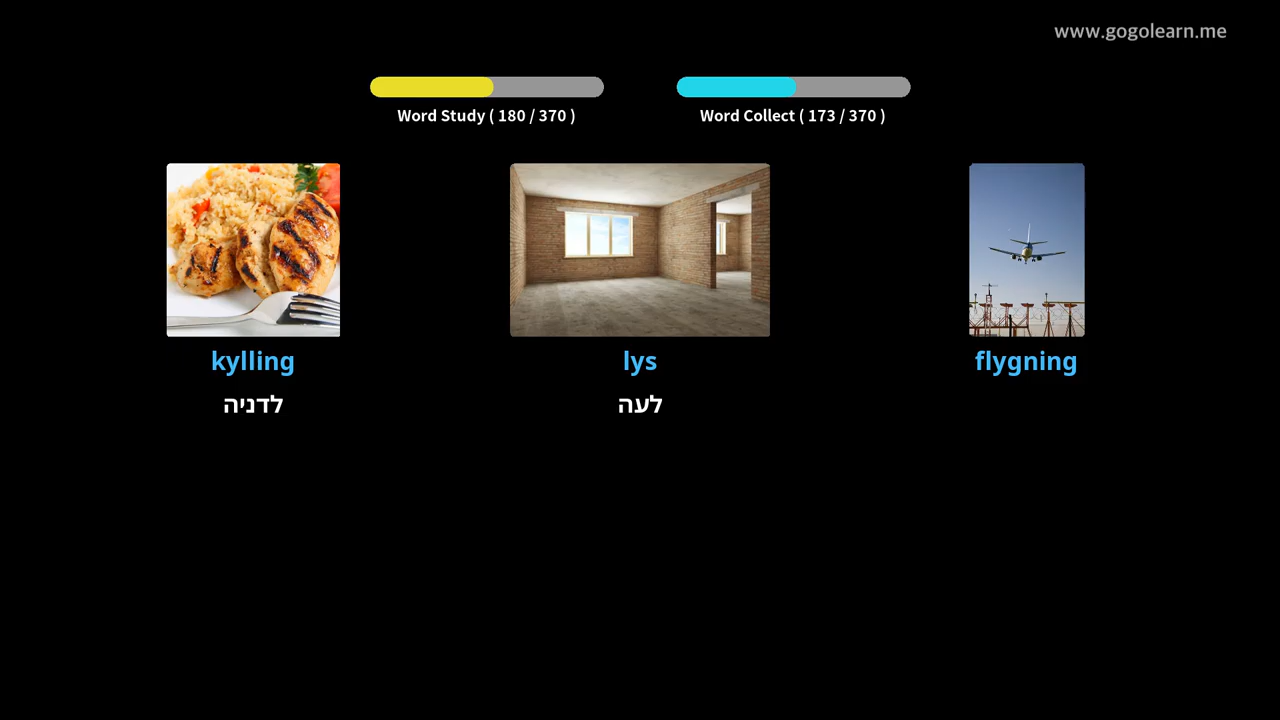 www.gogolearn.me
Word Study ( 180 / 370 )
Word Collect ( 173 / 370 )
kylling
lys
flygning
לדניה
לעה